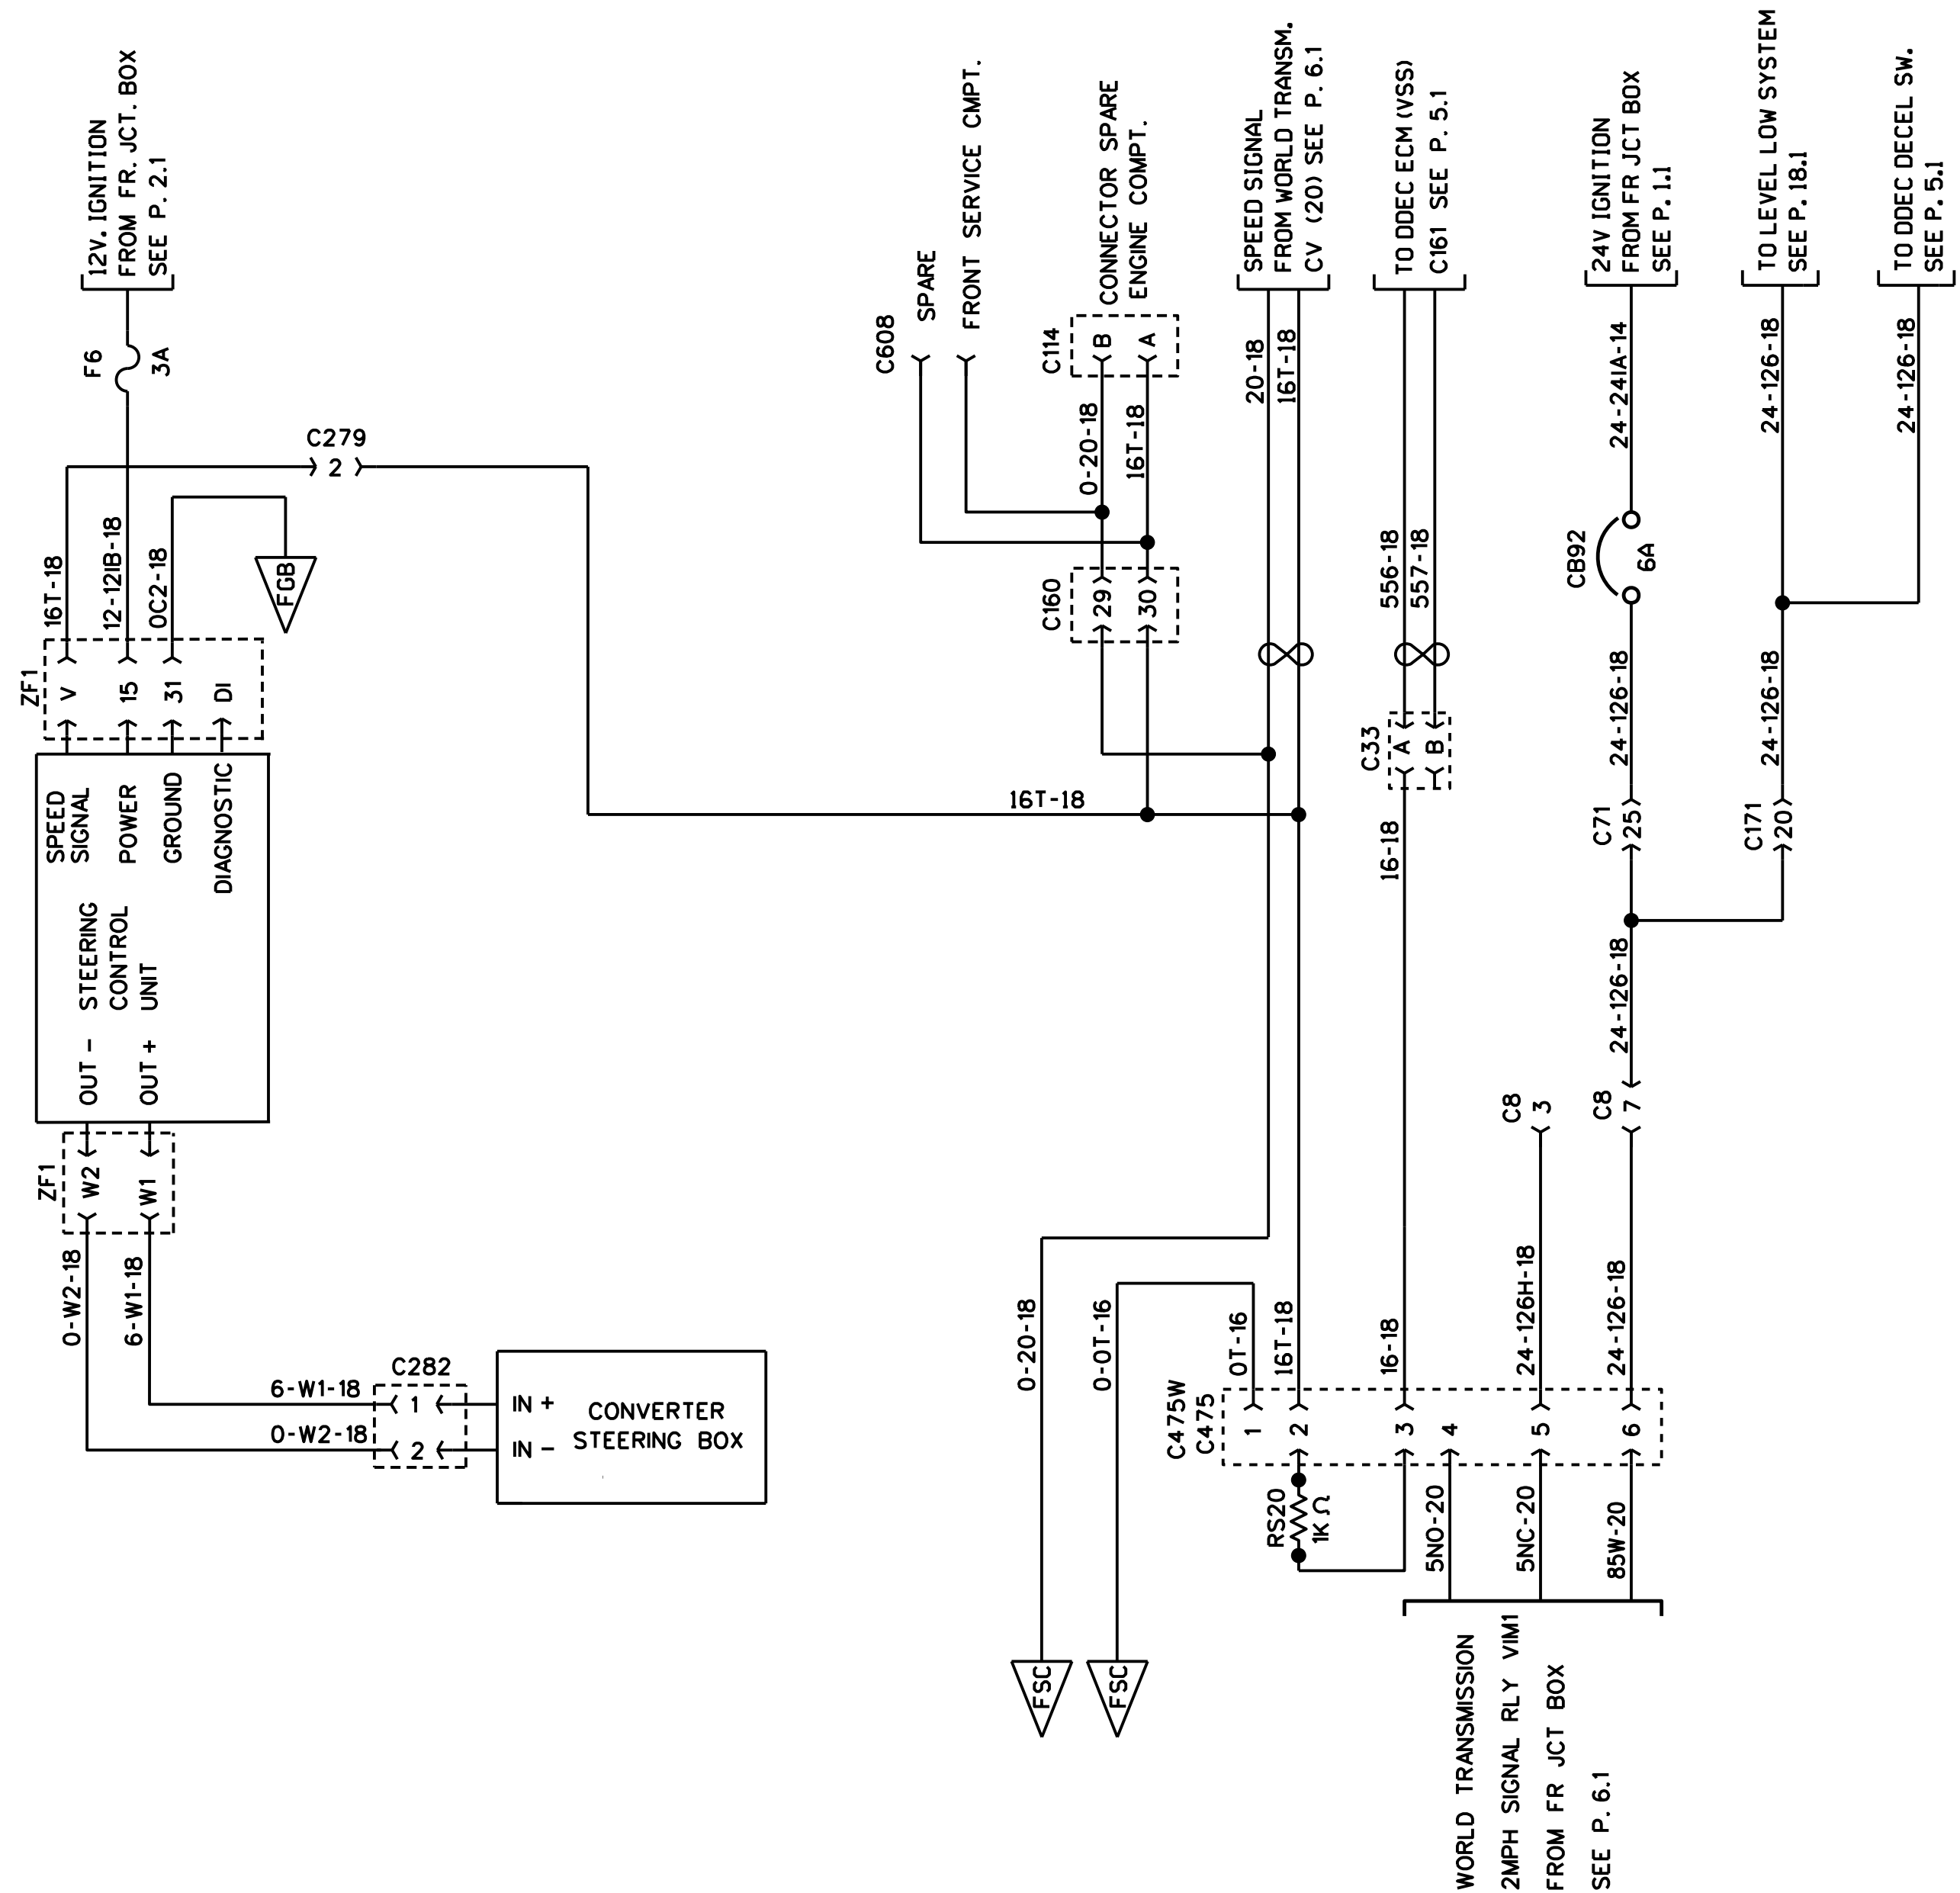 12V. IGNITION
FROM FR. JCT. BOX
SEE P. 2.1
F6
3A
C279
2
16T-18
12-12IB-18
0C2-18
FGB
ZF1
V
15
31
DI
SPEED
SIGNAL
POWER
GROUND
DIAGNOSTIC
STEERING
CONTROL
UNIT
OUT -
OUT +
ZF1
W2
W1
0-W2-18
6-W1-18
6-W1-18
0-W2-18
C282
1
2
IN +
IN -
CONVERTER
STEERING BOX
C608
SPARE
FRONT SERVICE CMPT.
C114
CONNECTOR SPARE
ENGINE COMPT.
B
A
0-20-18
16T-18
C160
29
30
16T-18
SPEED SIGNAL
FROM WORLD TRANSM.
CV (20) SEE P. 6.1
20-18
16T-18
TO DDEC ECM (VSS)
C161 SEE P. 5.1
556-18
557-18
C33
A
B
16-18
24V IGNITION
FROM FR JCT BOX
SEE P. 1.1
24-24IA-14
CB92
6A
24-126-18
C71
25
24-126-18
TO LEVEL LOW SYSTEM
SEE P. 18.1
24-126-18
24-126-18
C171
20
TO DDEC DECEL SW.
SEE P. 5.1
24-126-18
C8
3
C8
7
0-20-18
0-0T-16
0T-16
16T-18
16-18
24-126H-18
24-126-18
C475W
C475
1
2
3
4
5
6
RS20
1K Ω
5NO-20
5NC-20
85W-20
FSC
FSC
WORLD TRANSMISSION
2MPH SIGNAL RLY VIM1
FROM FR JCT BOX
SEE P. 6.1